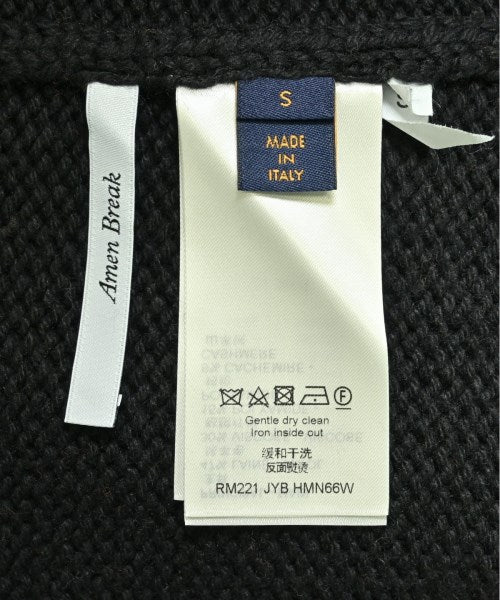 S
MADE
IN
ITALY
Amen Break
Gentle dry clean
Iron inside out
缓和干洗
反面熨烫
RM221 JYB HMN66W